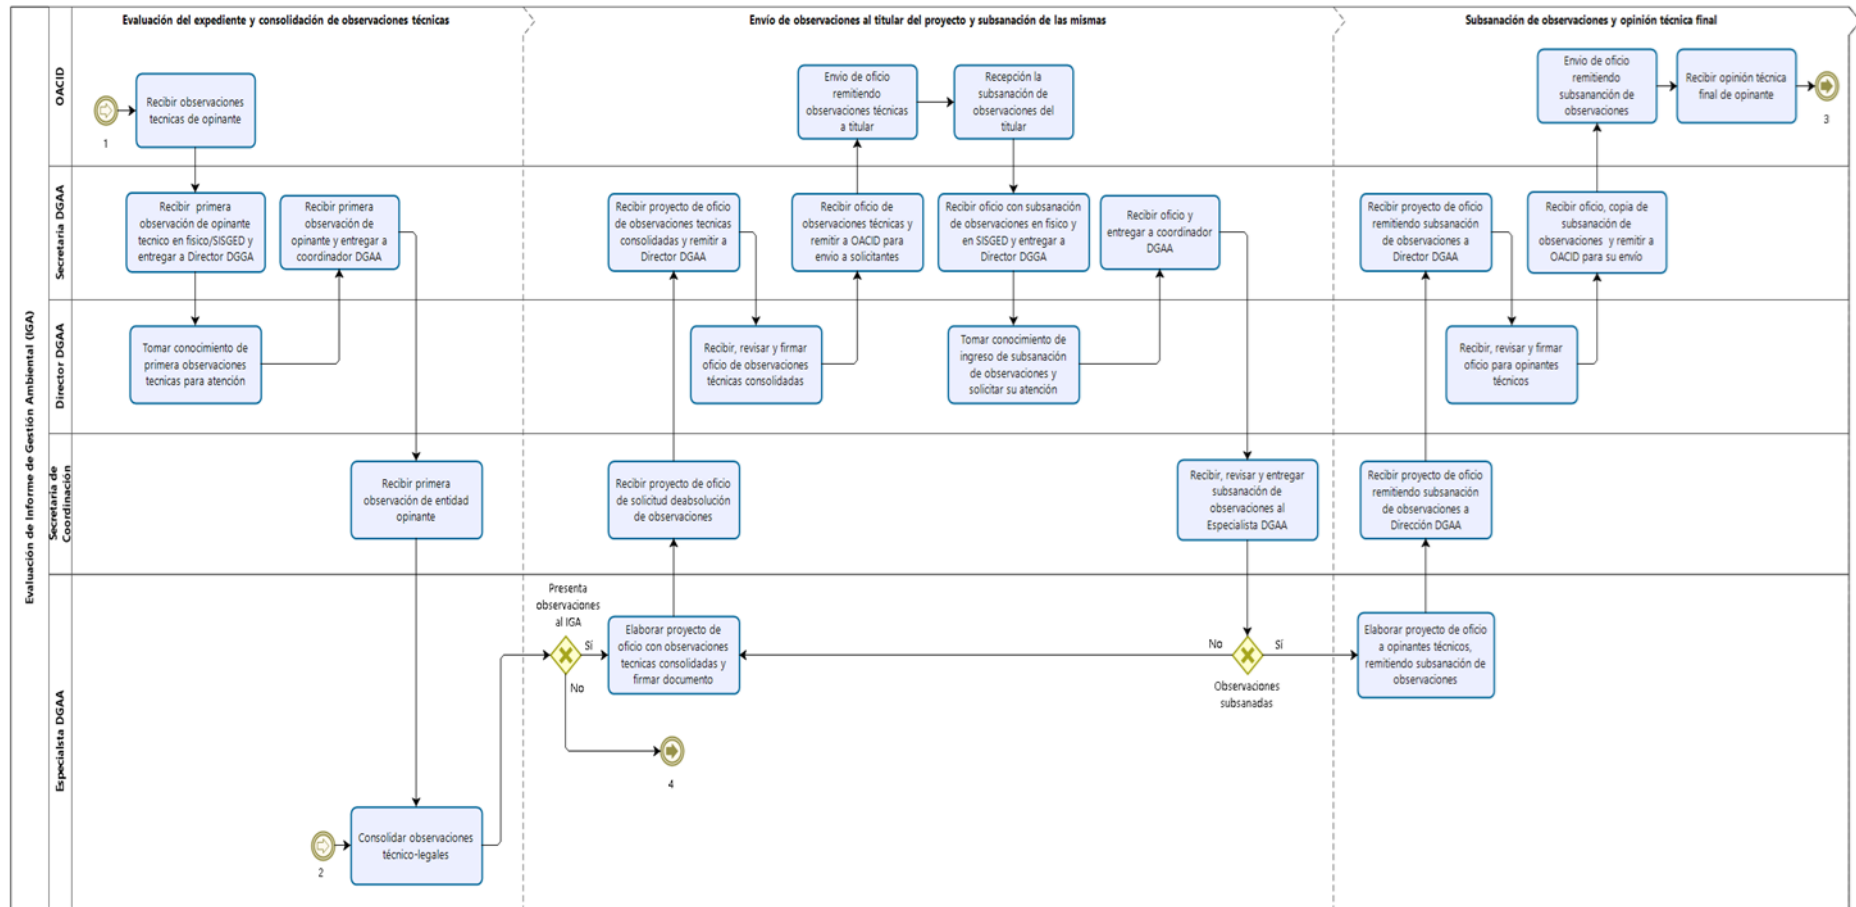 Evaluación del expediente y consolidación de observaciones técnicas
Envío de observaciones al titular del proyecto y subsanación de las mismas
Subsanación de observaciones y opinión técnica final
Evaluación de Informe de Gestión Ambiental (IGA)
OACID
1
Recibir observaciones
tecnicas de opinante
Envio de oficio
remitiendo
observaciones técnicas
a titular
Recepción la
subsanación de
observaciones del
titular
Envio de oficio
remitiendo
subsananción de
observaciones
Recibir opinión técnica
final de opinante
3
Secretaria DGAA
Recibir primera
observación de opinante
tecnico en fisico/SISGED y
entregar a Director DGGA
Recibir primera
observación de
opinante y entregar a
coordinador DGAA
Recibir proyecto de oficio
de observaciones tecnicas
consolidadas y remitir a
Director DGAA
Recibir oficio de
observaciones técnicas y
remitir a OACID para
envio a solicitantes
Recibir oficio con subsanación
de observaciones en fisico y
en SISGED y entregar a
Director DGGA
Recibir oficio y
entregar a coordinador
DGAA
Recibir proyecto de oficio
remitiendo subsanación
de observaciones a
Director DGAA
Recibir oficio, copia de
subsanación de
observaciones y remitir a
OACID para su envío
Director DGAA
Tomar conocimiento de
primera observaciones
tecnicas para atención
Recibir, revisar y firmar
oficio de observaciones
técnicas consolidadas
Tomar conocimiento de
ingreso de subsanación
de observaciones y
solicitar su atención
Recibir, revisar y firmar
oficio para opinantes
técnicos
Secretaria de
Coordinación
Recibir primera
observación de entidad
opinante
Recibir proyecto de oficio
de solicitud deabsolución
de observaciones
Recibir, revisar y entregar
subsanación de
observaciones al
Especialista DGAA
Recibir proyecto de oficio
remitiendo subsanación
de observaciones a
Dirección DGAA
Especialista DGAA
2
Consolidar observaciones
técnico-legales
Presenta
observaciones
al IGA
Sí
No
4
Elaborar proyecto de
oficio con observaciones
tecnicas consolidadas y
firmar documento
No
Sí
Observaciones
subsanadas
Elaborar proyecto de oficio
a opinantes técnicos,
remitiendo subsanación de
observaciones